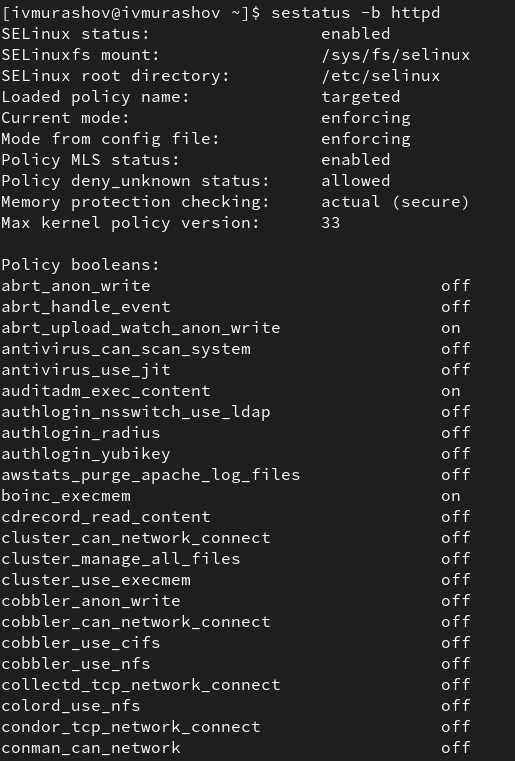 [ivmurashov@ivmurashov ~]$ sestatus -b httpd
SELinux status:                 enabled
SELinuxfs mount:                /sys/fs/selinux
SELinux root directory:         /etc/selinux
Loaded policy name:             targeted
Current mode:                   enforcing
Mode from config file:          enforcing
Policy MLS status:              enabled
Policy deny_unknown status:     allowed
Memory protection checking:     actual (secure)
Max kernel policy version:      33

Policy booleans:
abrt_anon_write                             off
abrt_handle_event                           off
abrt_upload_watch_anon_write                on
antivirus_can_scan_system                   off
antivirus_use_jit                           off
auditadm_exec_content                       on
authlogin_nsswitch_use_ldap                 off
authlogin_radius                            off
authlogin_yubikey                           off
awstats_purge_apache_log_files              off
boinc_execmem                               on
cdrecord_read_content                       off
cluster_can_network_connect                 off
cluster_manage_all_files                    off
cluster_use_execmem                         off
cobbler_anon_write                          off
cobbler_can_network_connect                 off
cobbler_use_cifs                            off
cobbler_use_nfs                             off
collectd_tcp_network_connect                off
colord_use_nfs                              off
condor_tcp_network_connect                  off
conman_can_network                          off